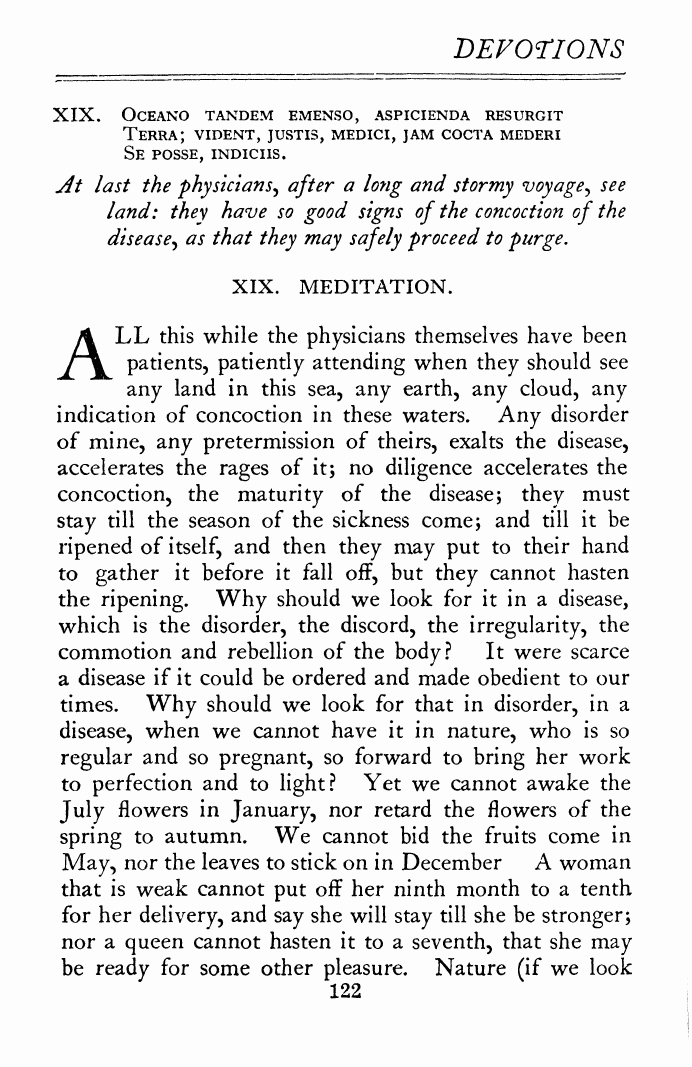 DEVOTIONS
XIX. OCEANO TANDEM EMENSO, ASPICIENDA RESURGIT
TERRA; VIDENT, JUSTIS, MEDICI, JAM COCTA MEDERI
SE POSSE, INDICIIS.
At last the physicians, after a long and stormy voyage, see
land: they have so good signs of the concoction of the
disease, as that they may safely proceed to purge.
XIX. MEDITATION.
ALL this while the physicians themselves have been
patients, patiently attending when they should see
any land in this sea, any earth, any cloud, any
indication of concoction in these waters. Any disorder
of mine, any pretermission of theirs, exalts the disease,
accelerates the rages of it; no diligence accelerates the
concoction, the maturity of the disease; they must
stay till the season of the sickness come; and till it be
ripened of itself, and then they may put to their hand
to gather it before it fall off, but they cannot hasten
the ripening. Why should we look for it in a disease,
which is the disorder, the discord, the irregularity, the
commotion and rebellion of the body? It were scarce
a disease if it could be ordered and made obedient to our
times. Why should we look for that in disorder, in a
disease, when we cannot have it in nature, who is so
regular and so pregnant, so forward to bring her work
to perfection and to light? Yet we cannot awake the
July flowers in January, nor retard the flowers of the
spring to autumn. We cannot bid the fruits come in
May, nor the leaves to stick on in December A woman
that is weak cannot put off her ninth month to a tenth
for her delivery, and say she will stay till she be stronger;
nor a queen cannot hasten it to a seventh, that she may
be ready for some other pleasure. Nature (if we look
122